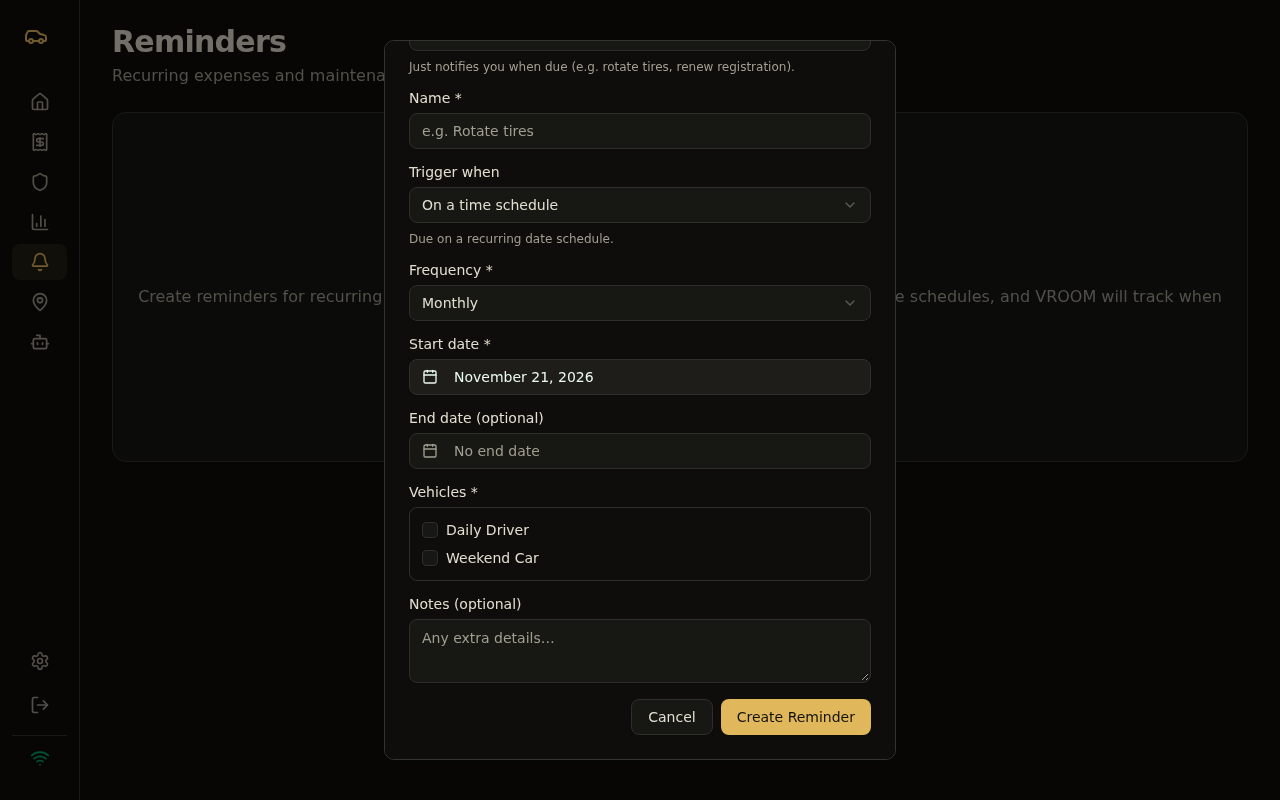 Reminders
Recurring expenses and maintena
Create reminders for recurring
e schedules, and VROOM will track when
Just notifies you when due (e.g. rotate tires, renew registration).
Name *
e.g. Rotate tires
Trigger when
On a time schedule
Due on a recurring date schedule.
Frequency *
Monthly
Start date *
November 21, 2026
End date (optional)
No end date
Vehicles *
Daily Driver
Weekend Car
Notes (optional)
Any extra details...
Cancel
Create Reminder